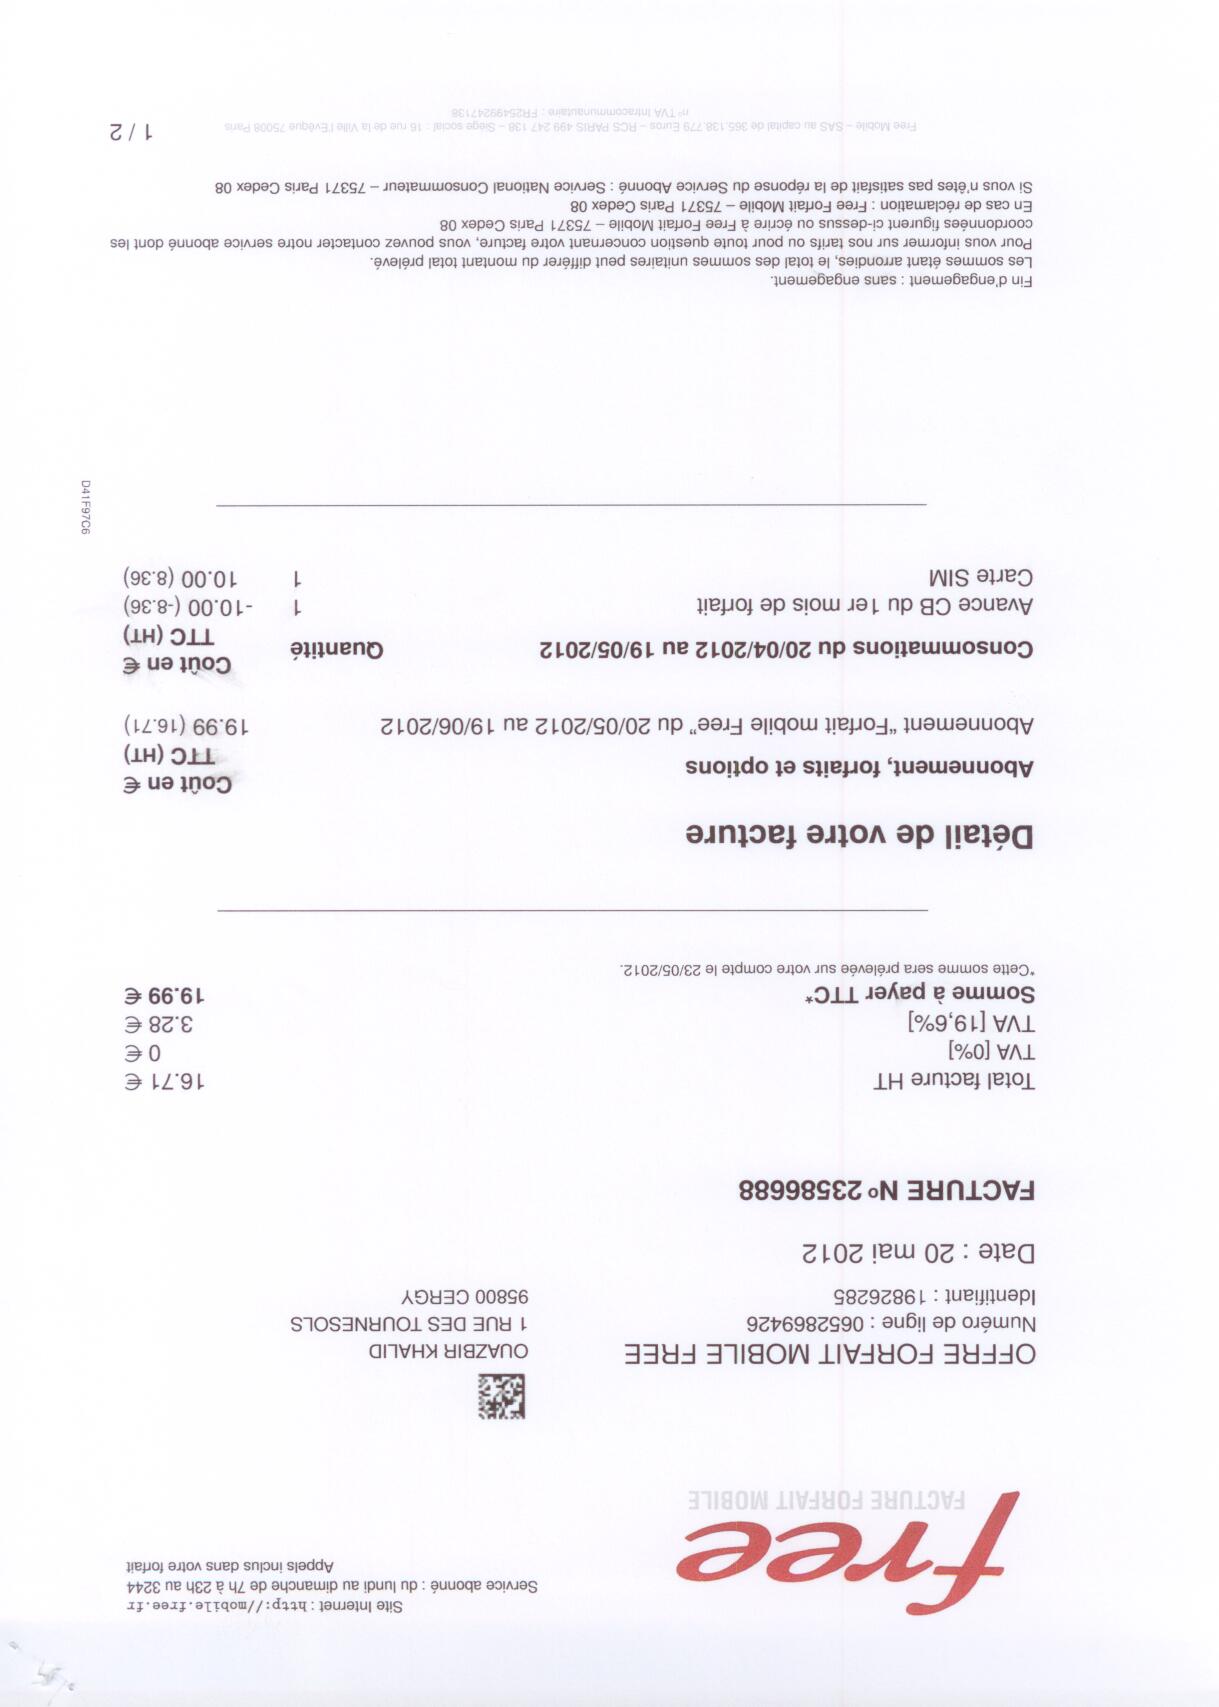 free
FACTURE FORFAIT MOBILE
Site Internet : http://mobile.free.fr
Service abonné : du lundi au dimanche de 7h à 23h au 3244
Appels inclus dans votre forfait
OFFRE FORFAIT MOBILE FREE
Numéro de ligne : 0652869426
Identifiant : 19826285
OUAZBIR KHALID
1 RUE DES TOURNESOLS
95800 CERGY
Date : 20 mai 2012
FACTURE Nº 23586688
Total facture HT 16.71 €
TVA [0%] 0 €
TVA [19,6%] 3.28 €
Somme à payer TTC* 19.99 €
*Cette somme sera prélevée sur votre compte le 23/05/2012.
Détail de votre facture
Abonnement, forfaits et options Coût en € TTC (HT)
Abonnement "Forfait mobile Free" du 20/05/2012 au 19/06/2012 19.99 (16.71)
Consommations du 20/04/2012 au 19/05/2012 Quantité Coût en € TTC (HT)
Avance CB du 1er mois de forfait 1 -10.00 (-8.36)
Carte SIM 1 10.00 (8.36)
D41F97C6
Fin d'engagement : sans engagement.
Les sommes étant arrondies, le total des sommes unitaires peut différer du montant total prélevé.
Pour vous informer sur nos tarifs ou pour toute question concernant votre facture, vous pouvez contacter notre service abonné dont les
coordonnées figurent ci-dessus ou écrire à Free Forfait Mobile – 75371 Paris Cedex 08
En cas de réclamation : Free Forfait Mobile – 75371 Paris Cedex 08
Si vous n'êtes pas satisfait de la réponse du Service Abonné : Service National Consommateur – 75371 Paris Cedex 08
Free Mobile – SAS au capital de 365.138.779 Euros – RCS PARIS 499 247 138 – Siège social : 16 rue de la Ville l'Evêque 75008 Paris
nº TVA Intracommunautaire : FR25499247138
1 / 2